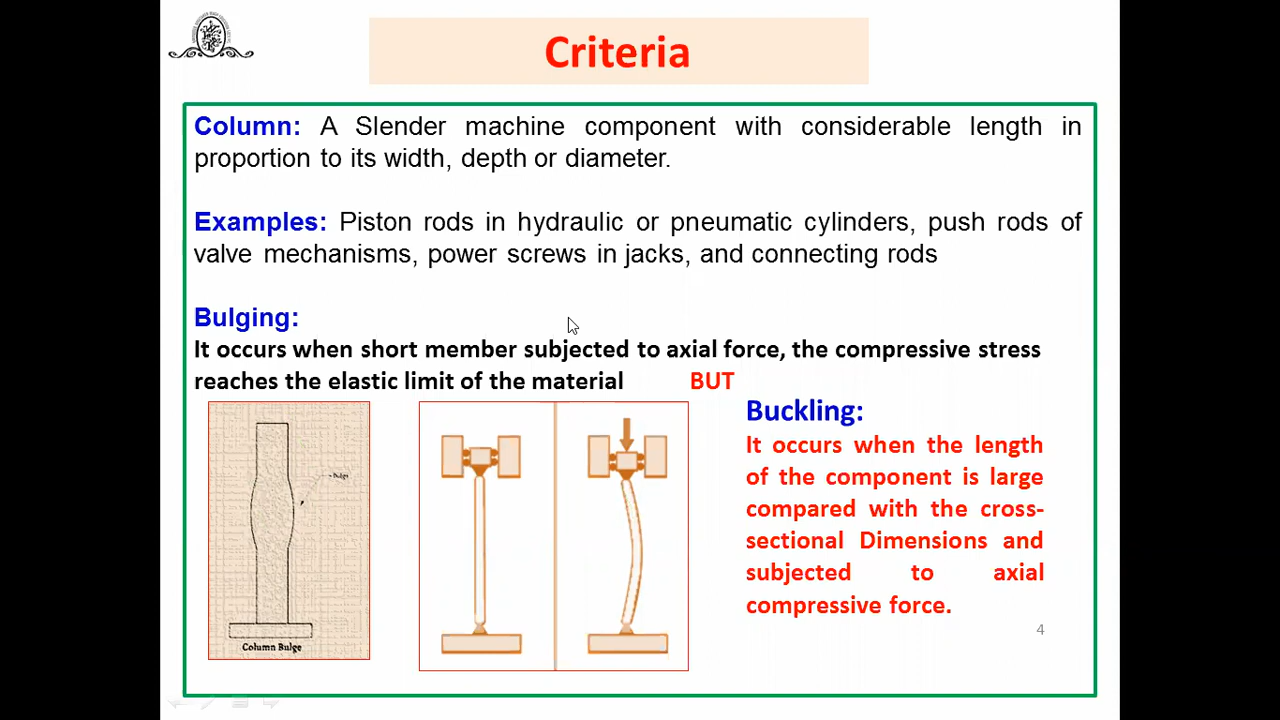 Criteria
Column: A Slender machine component with considerable length in
proportion to its width, depth or diameter.
Examples: Piston rods in hydraulic or pneumatic cylinders, push rods of
valve mechanisms, power screws in jacks, and connecting rods
Bulging:
It occurs when short member subjected to axial force, the compressive stress
reaches the elastic limit of the material BUT
Bulge
Column Bulge
Buckling:
It occurs when the length
of the component is large
compared with the cross-
sectional Dimensions and
subjected to axial
compressive force.
4